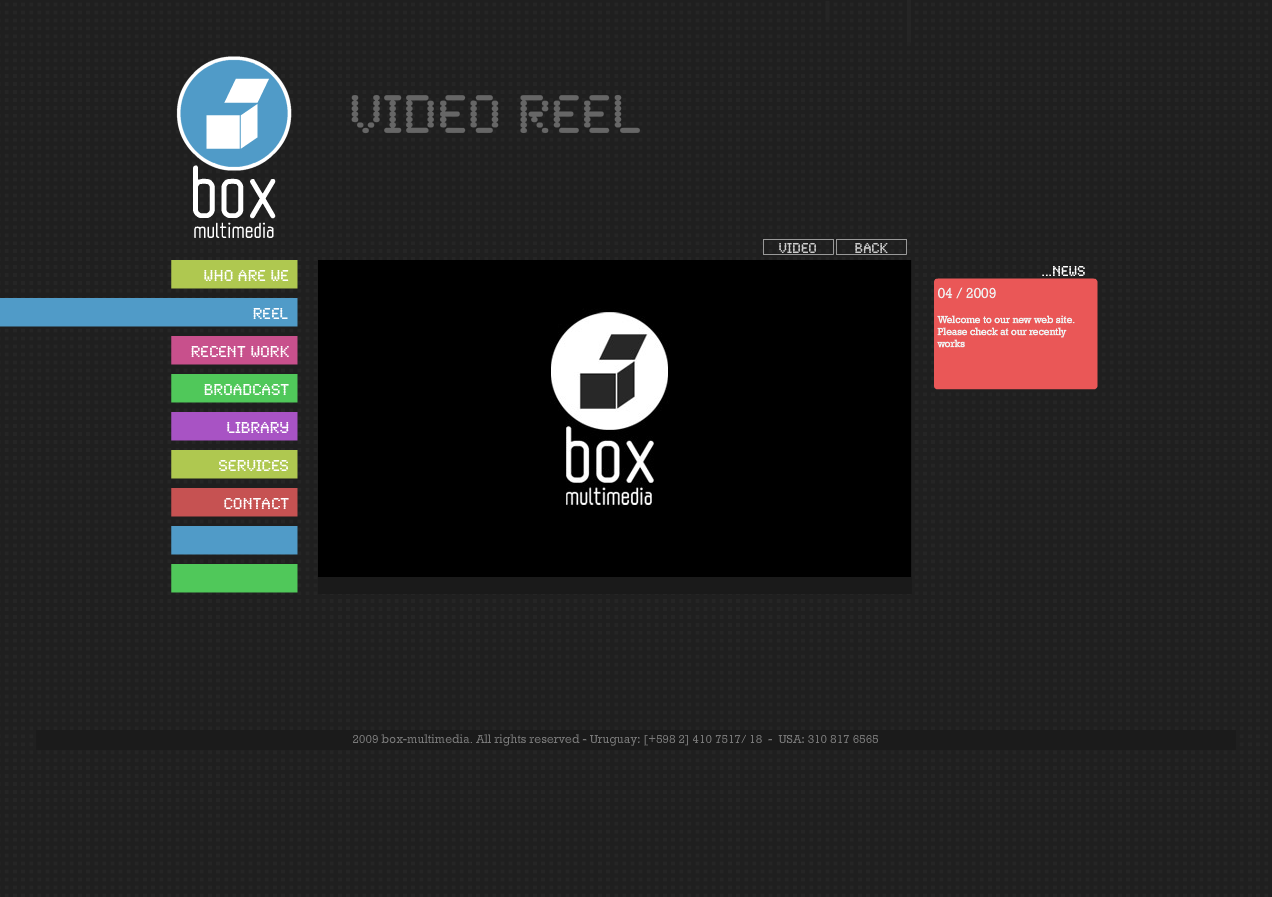 box
multimedia
VIDEO REEL
VIDEO
BACK
WHO ARE WE
REEL
RECENT WORK
BROADCAST
LIBRARY
SERVICES
CONTACT
box
multimedia
...NEWS
04 / 2009
Welcome to our new web site.
Please check at our recently
works
2009 box-multimedia. All rights reserved - Uruguay: [+598 2] 410 7517/ 18 - USA: 310 817 6565